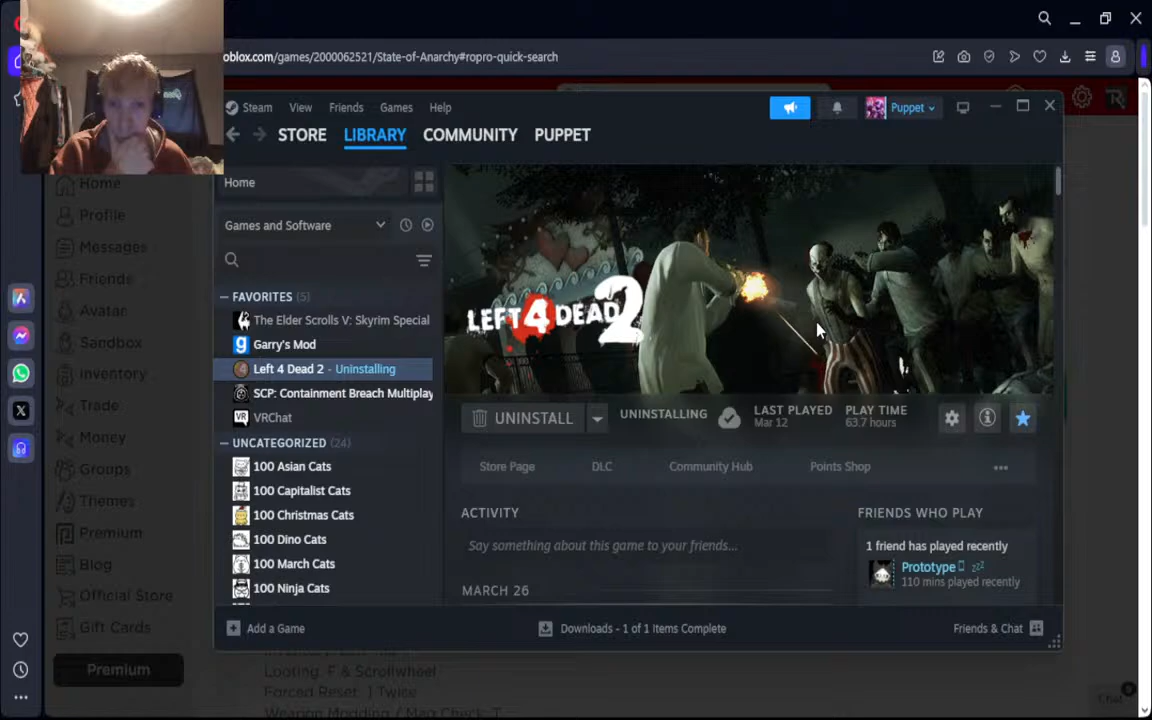 oblox.com/games/2000062521/State-of-Anarchy#ropro-quick-search
Steam View Friends Games Help
Puppet
STORE LIBRARY COMMUNITY PUPPET
Home
Profile
Messages
Friends
Avatar
Sandbox
Inventory
Trade
Money
Groups
Themes
Premium
Blog
Official Store
Gift Cards
Premium
Home
Games and Software
FAVORITES (5)
The Elder Scrolls V: Skyrim Special
Garry's Mod
Left 4 Dead 2 - Uninstalling
SCP: Containment Breach Multiplay
VR VRChat
UNCATEGORIZED (24)
100 Asian Cats
100 Capitalist Cats
100 Christmas Cats
100 Dino Cats
100 March Cats
100 Ninja Cats
LEFT 4 DEAD 2
UNINSTALL
UNINSTALLING
LAST PLAYED
Mar 12
PLAY TIME
63.7 hours
Store Page DLC Community Hub Points Shop
ACTIVITY
Say something about this game to your friends...
MARCH 26
FRIENDS WHO PLAY
1 friend has played recently
Prototype zzz
110 mins played recently
Add a Game
Downloads - 1 of 1 Items Complete
Friends & Chat
Looting: F & Scrollwheel
Forced Reset: J Twice
Weapon Modding / Mag Check: T
Chat